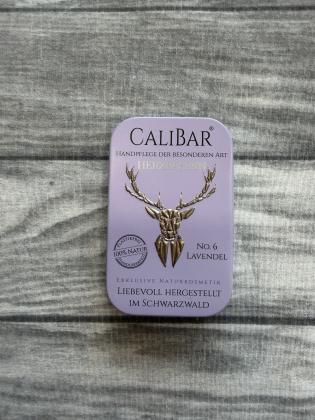 CALIBAR®
HANDPFLEGE DER BESONDEREN ART
No. 6
LAVENDEL
100% NATUR
EXKLUSIVE NATURKOSMETIK
LIEBEVOLL HERGESTELLT
IM SCHWARZWALD